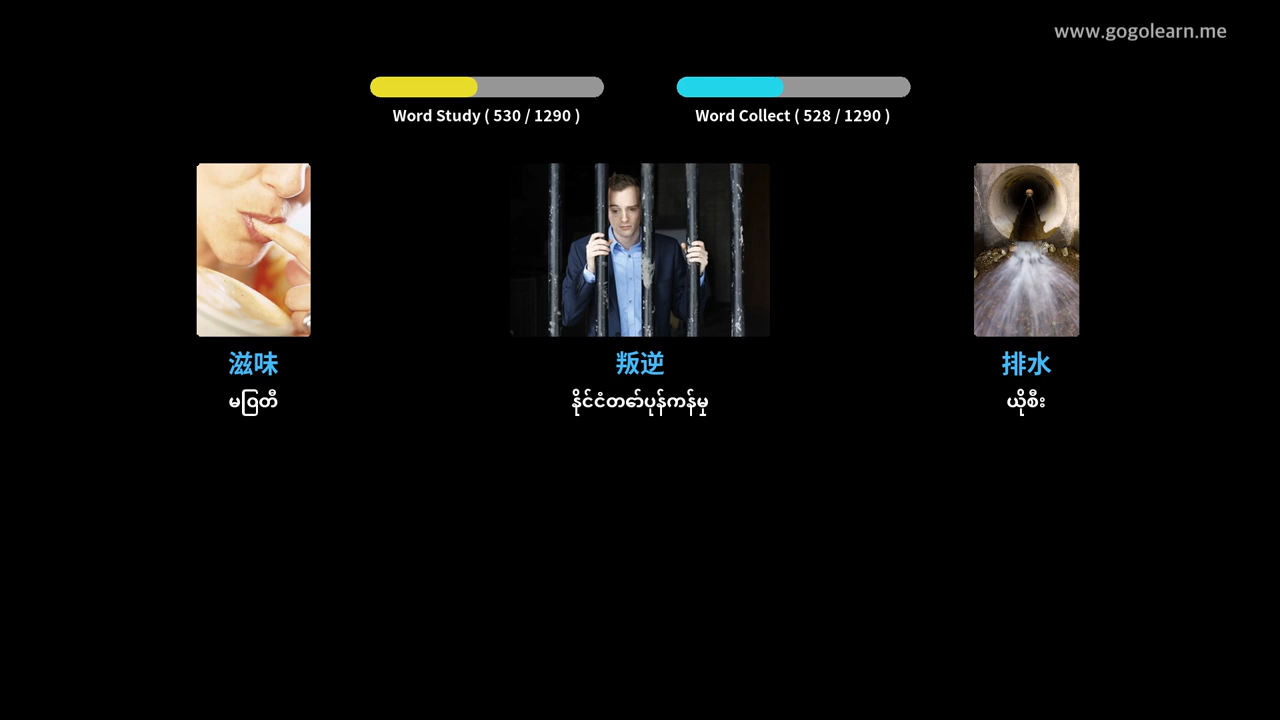 www.gogolearn.me
Word Study ( 530 / 1290 )
Word Collect ( 528 / 1290 )
滋味
叛逆
排水
မဩတီ
နိုင်ငံတော်ပုန်ကန်မှု
ယိုစီး